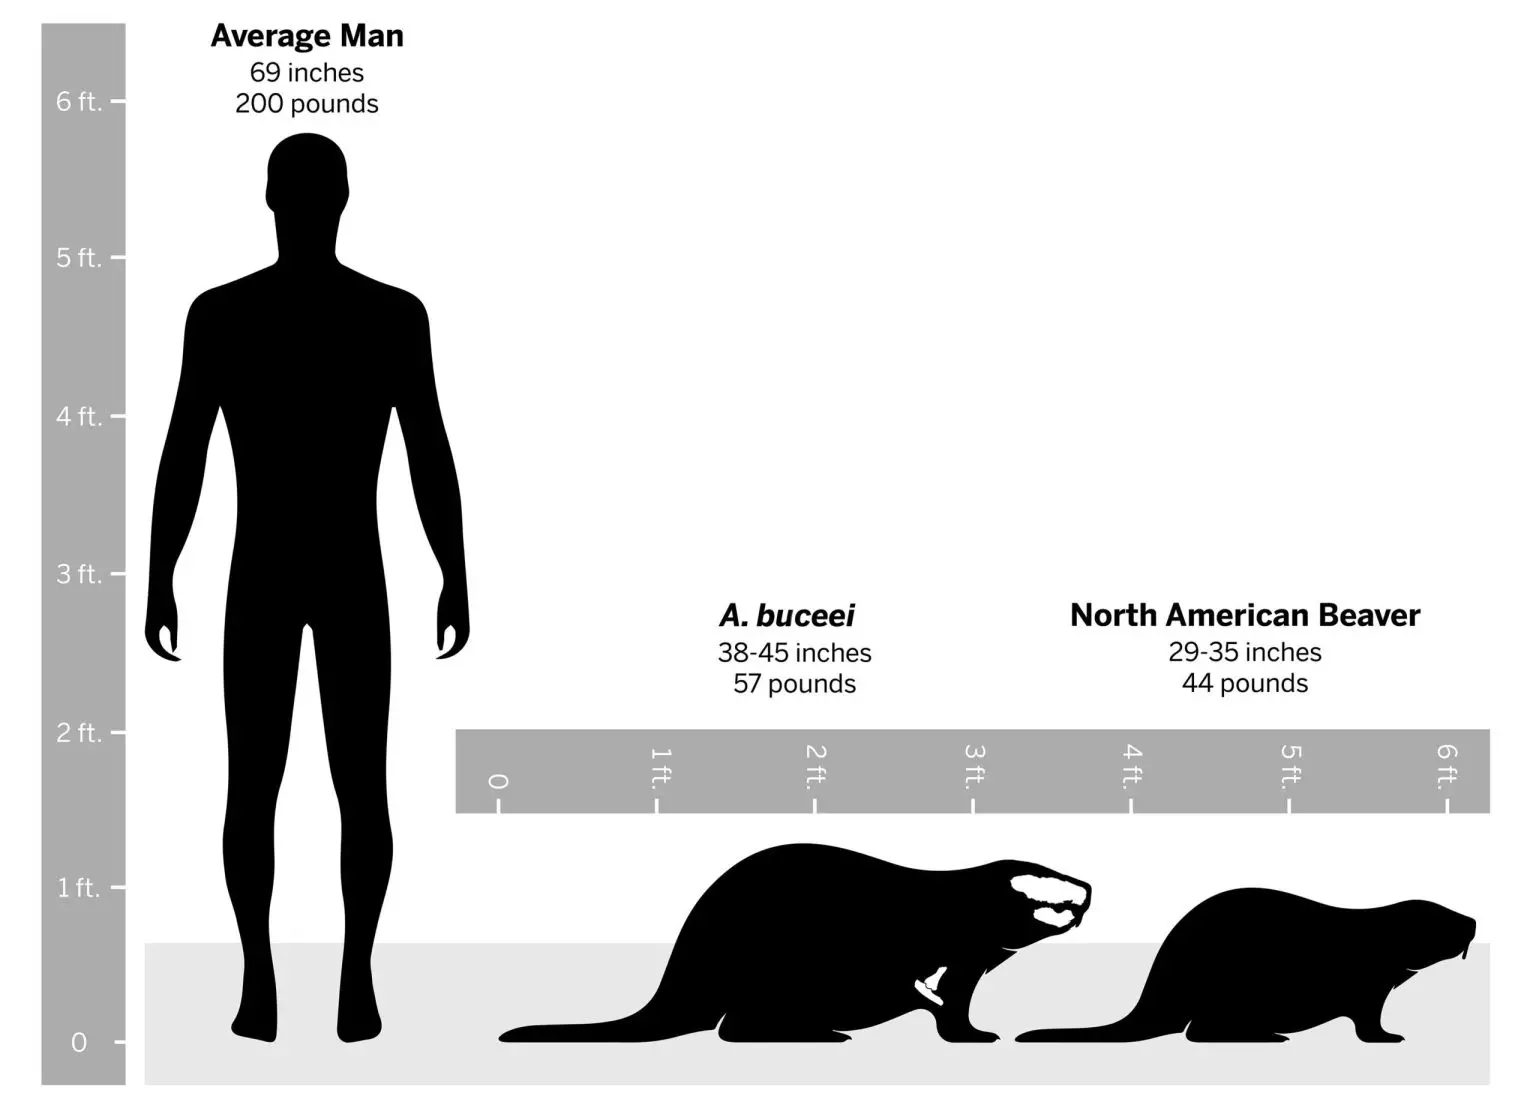 Average Man
69 inches
200 pounds
6 ft.
5 ft.
4 ft.
3 ft.
2 ft.
1 ft.
0
A. buceei
38-45 inches
57 pounds
North American Beaver
29-35 inches
44 pounds
0
1 ft.
2 ft.
3 ft.
4 ft.
5 ft.
6 ft.